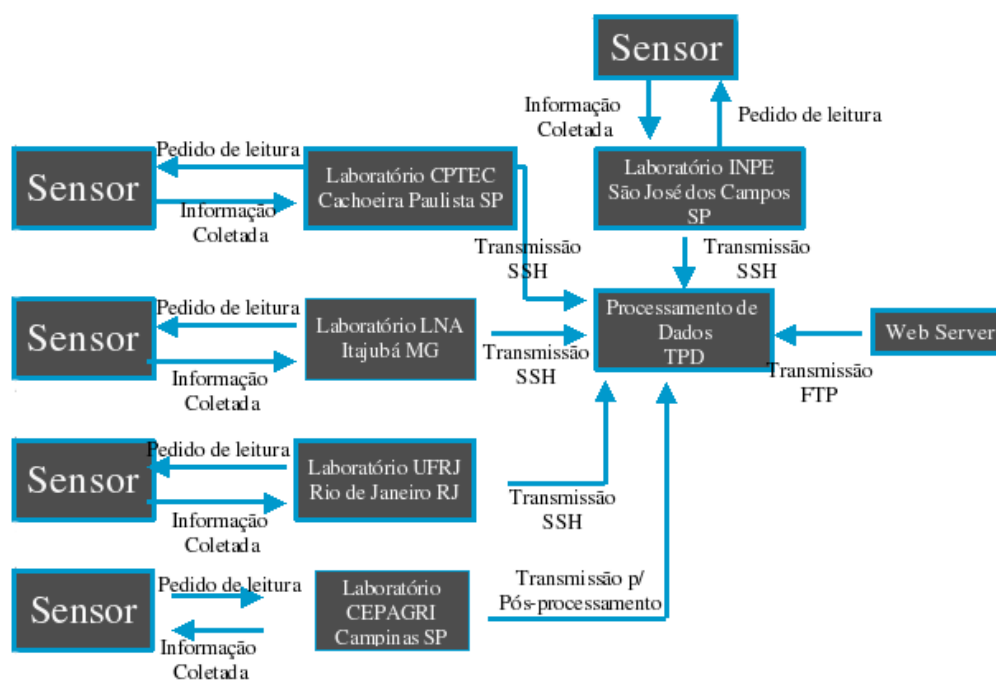 Sensor
Informação
Coletada
Pedido de leitura
Laboratório INPE
São José dos Campos
SP
Pedido de leitura
Sensor
Laboratório CPTEC
Cachoeira Paulista SP
Informação
Coletada
Transmissão
SSH
Transmissão
SSH
Pedido de leitura
Sensor
Laboratório LNA
Itajubá MG
Informação
Coletada
Transmissão
SSH
Processamento de
Dados
TPD
Web Server
Transmissão
FTP
Pedido de leitura
Sensor
Laboratório UFRJ
Rio de Janeiro RJ
Informação
Coletada
Transmissão
SSH
Pedido de leitura
Sensor
Laboratório
CEPAGRI
Campinas SP
Informação
Coletada
Transmissão p/
Pós-processamento